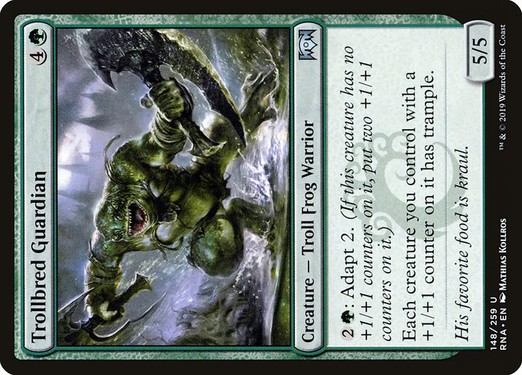 Trollbred Guardian 4
Creature — Troll Frog Warrior
2: Adapt 2. (If this creature has no
+1/+1 counters on it, put two +1/+1
counters on it.)
Each creature you control with a
+1/+1 counter on it has trample.
His favorite food is kraul.
5/5
148/259 U
RNA • EN Mathias Kollros
™ & © 2019 Wizards of the Coast